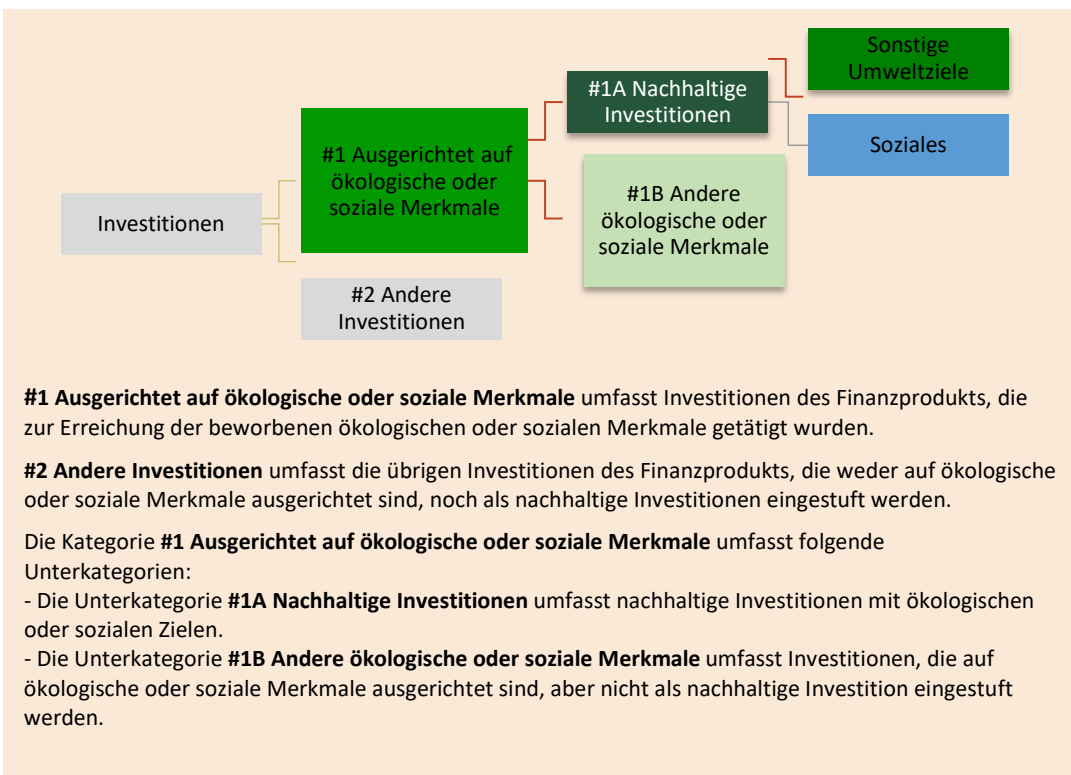 Sonstige
Umweltziele
#1A Nachhaltige
Investitionen
Soziales
#1 Ausgerichtet auf
ökologische oder
soziale Merkmale
#1B Andere
ökologische oder
soziale Merkmale
Investitionen
#2 Andere
Investitionen
#1 Ausgerichtet auf ökologische oder soziale Merkmale umfasst Investitionen des Finanzprodukts, die
zur Erreichung der beworbenen ökologischen oder sozialen Merkmale getätigt wurden.
#2 Andere Investitionen umfasst die übrigen Investitionen des Finanzprodukts, die weder auf ökologische
oder soziale Merkmale ausgerichtet sind, noch als nachhaltige Investitionen eingestuft werden.
Die Kategorie #1 Ausgerichtet auf ökologische oder soziale Merkmale umfasst folgende
Unterkategorien:
- Die Unterkategorie #1A Nachhaltige Investitionen umfasst nachhaltige Investitionen mit ökologischen
oder sozialen Zielen.
- Die Unterkategorie #1B Andere ökologische oder soziale Merkmale umfasst Investitionen, die auf
ökologische oder soziale Merkmale ausgerichtet sind, aber nicht als nachhaltige Investition eingestuft
werden.